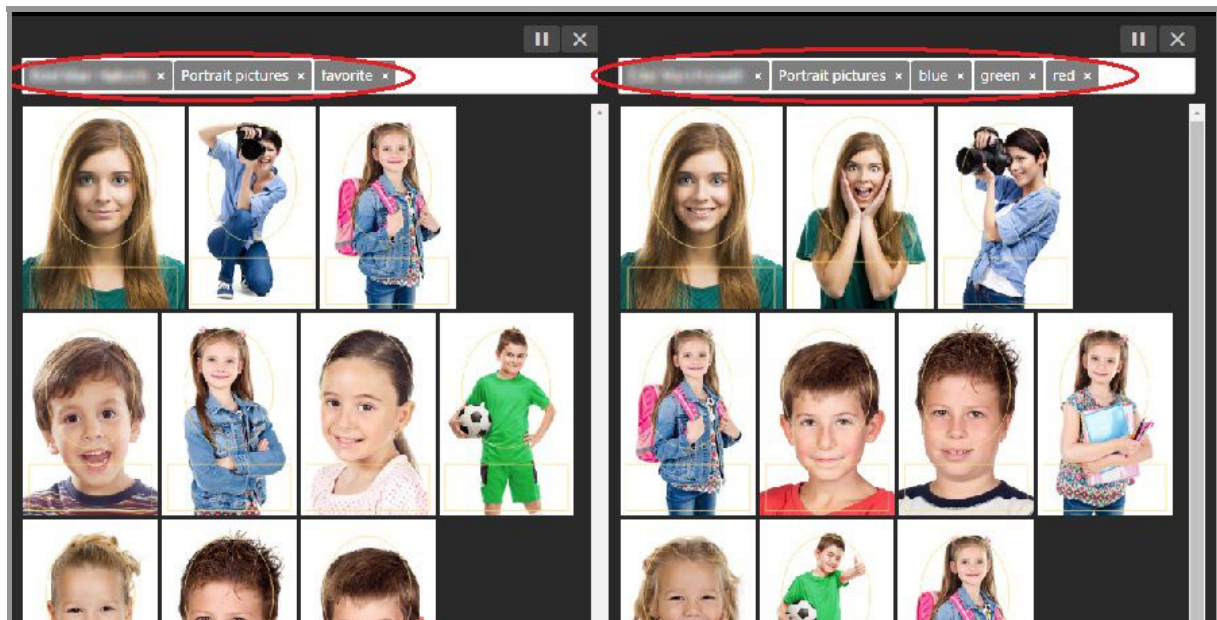 Portrait pictures × favorite ×
Portrait pictures × blue × green × red ×